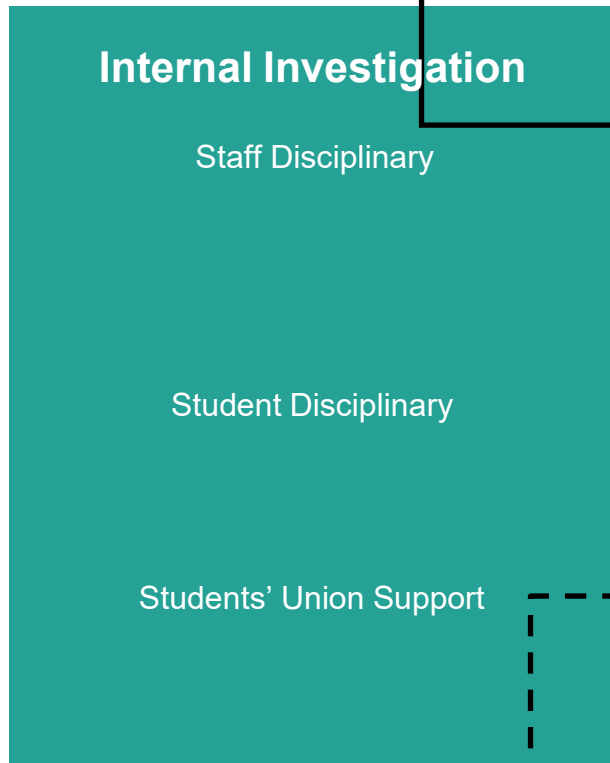 Internal Investigation
Staff Disciplinary
Student Disciplinary
Students’ Union Support